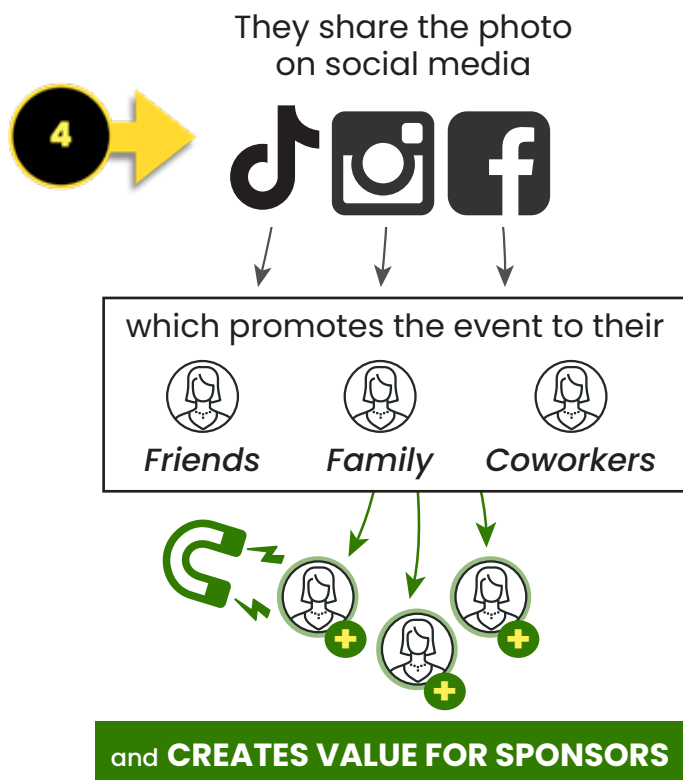 They share the photo
on social media
4
which promotes the event to their
Friends Family Coworkers
and CREATES VALUE FOR SPONSORS